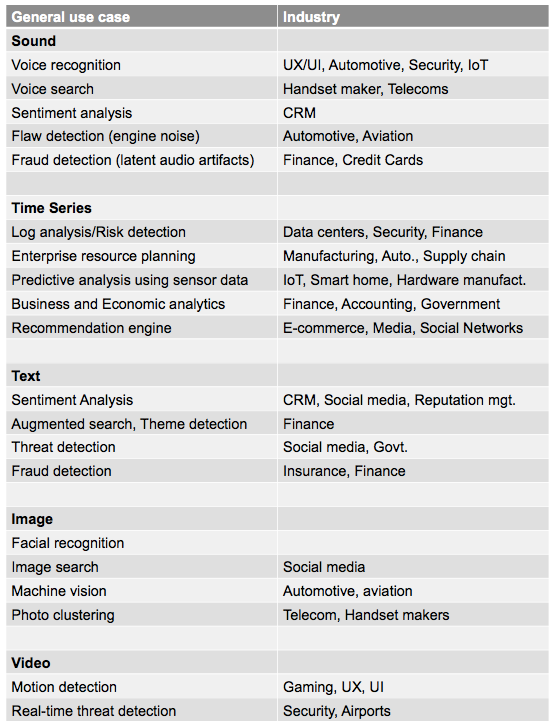 General use case Industry
Sound
Voice recognition UX/UI, Automotive, Security, IoT
Voice search Handset maker, Telecoms
Sentiment analysis CRM
Flaw detection (engine noise) Automotive, Aviation
Fraud detection (latent audio artifacts) Finance, Credit Cards
Time Series
Log analysis/Risk detection Data centers, Security, Finance
Enterprise resource planning Manufacturing, Auto., Supply chain
Predictive analysis using sensor data IoT, Smart home, Hardware manufact.
Business and Economic analytics Finance, Accounting, Government
Recommendation engine E-commerce, Media, Social Networks
Text
Sentiment Analysis CRM, Social media, Reputation mgt.
Augmented search, Theme detection Finance
Threat detection Social media, Govt.
Fraud detection Insurance, Finance
Image
Facial recognition
Image search Social media
Machine vision Automotive, aviation
Photo clustering Telecom, Handset makers
Video
Motion detection Gaming, UX, UI
Real-time threat detection Security, Airports